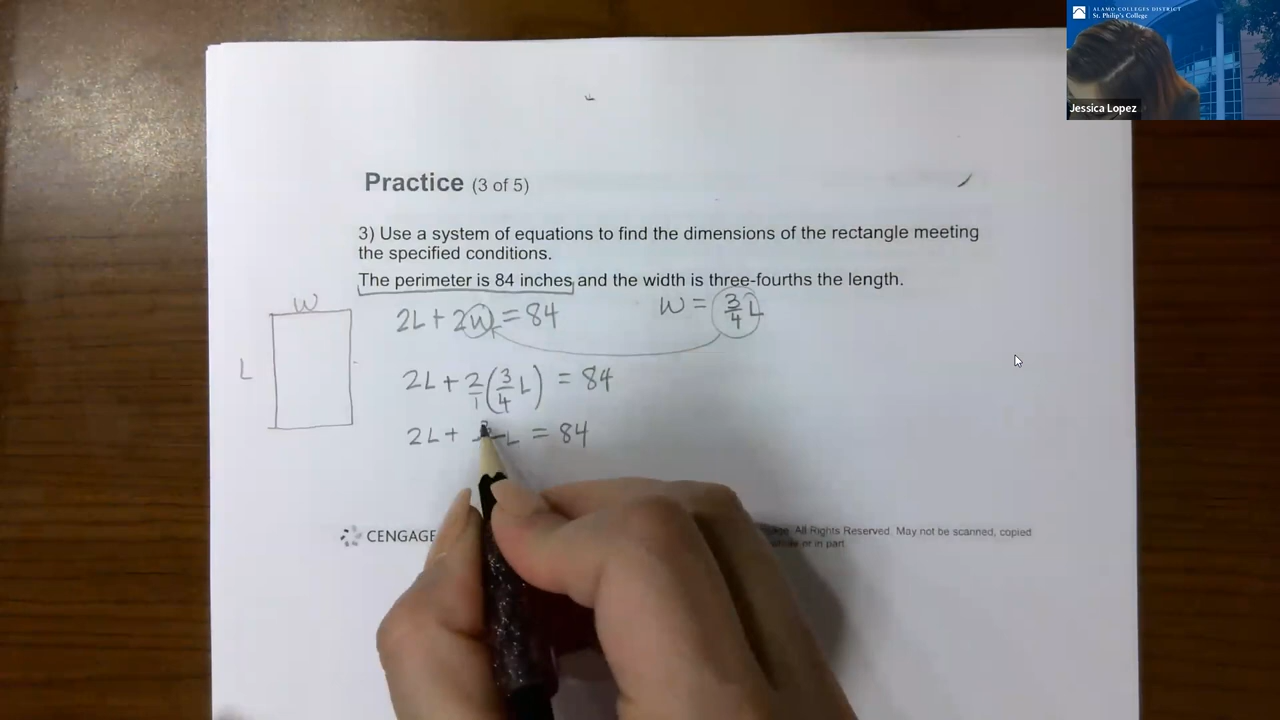 ALAMO COLLEGES DISTRICT
St. Philip's College
Jessica Lopez
Practice (3 of 5)
3) Use a system of equations to find the dimensions of the rectangle meeting
the specified conditions.
The perimeter is 84 inches and the width is three-fourths the length.
W
2L + 2W = 84
W = 3/4 L
L
2L + 2/1 (3/4 L) = 84
2L + L = 84
CENGAGE
All Rights Reserved. May not be scanned, copied
or in part